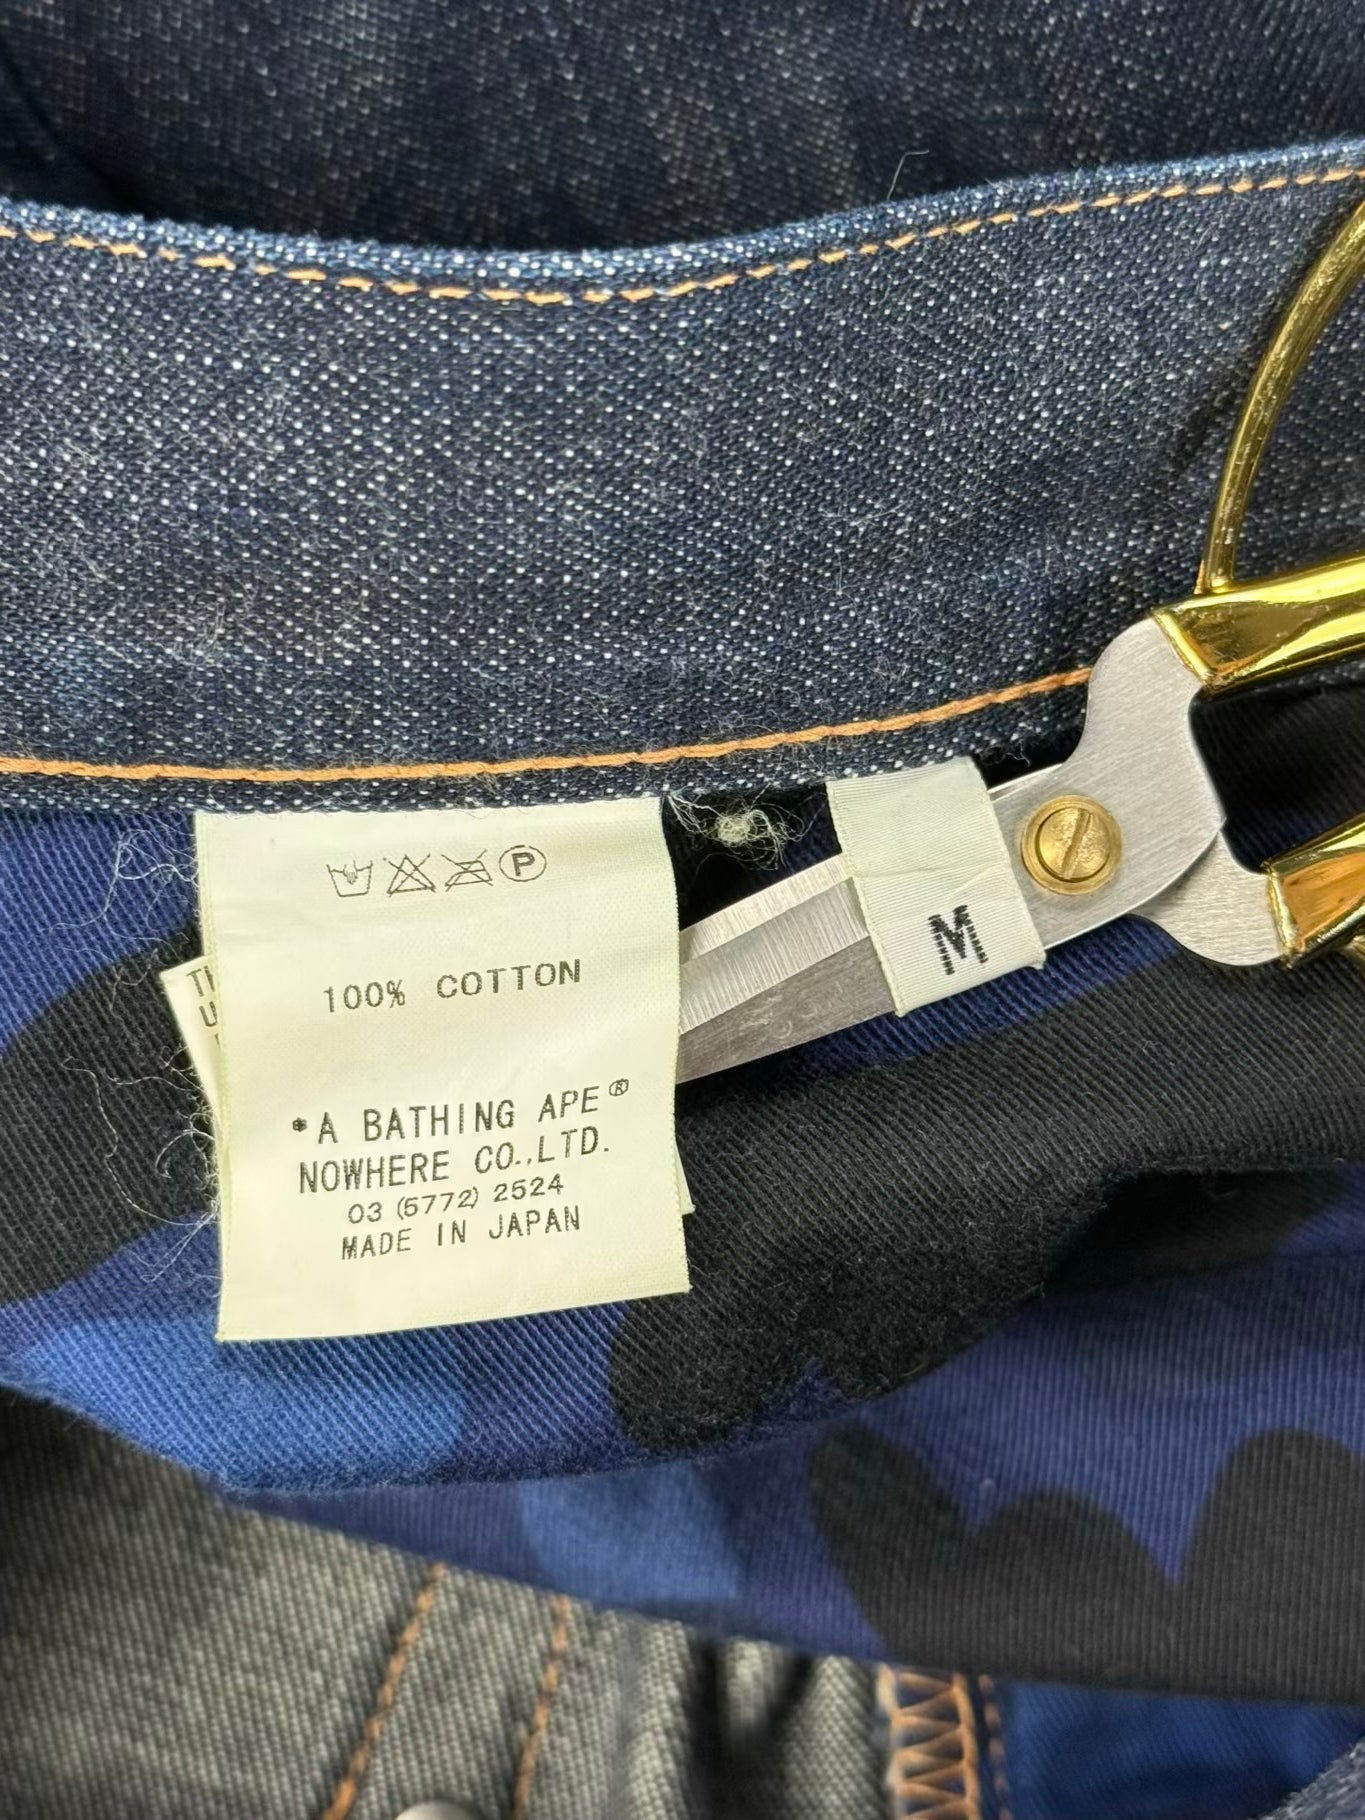 P
100% COTTON
*A BATHING APE®
NOWHERE CO.,LTD.
03 (5772) 2524
MADE IN JAPAN
M